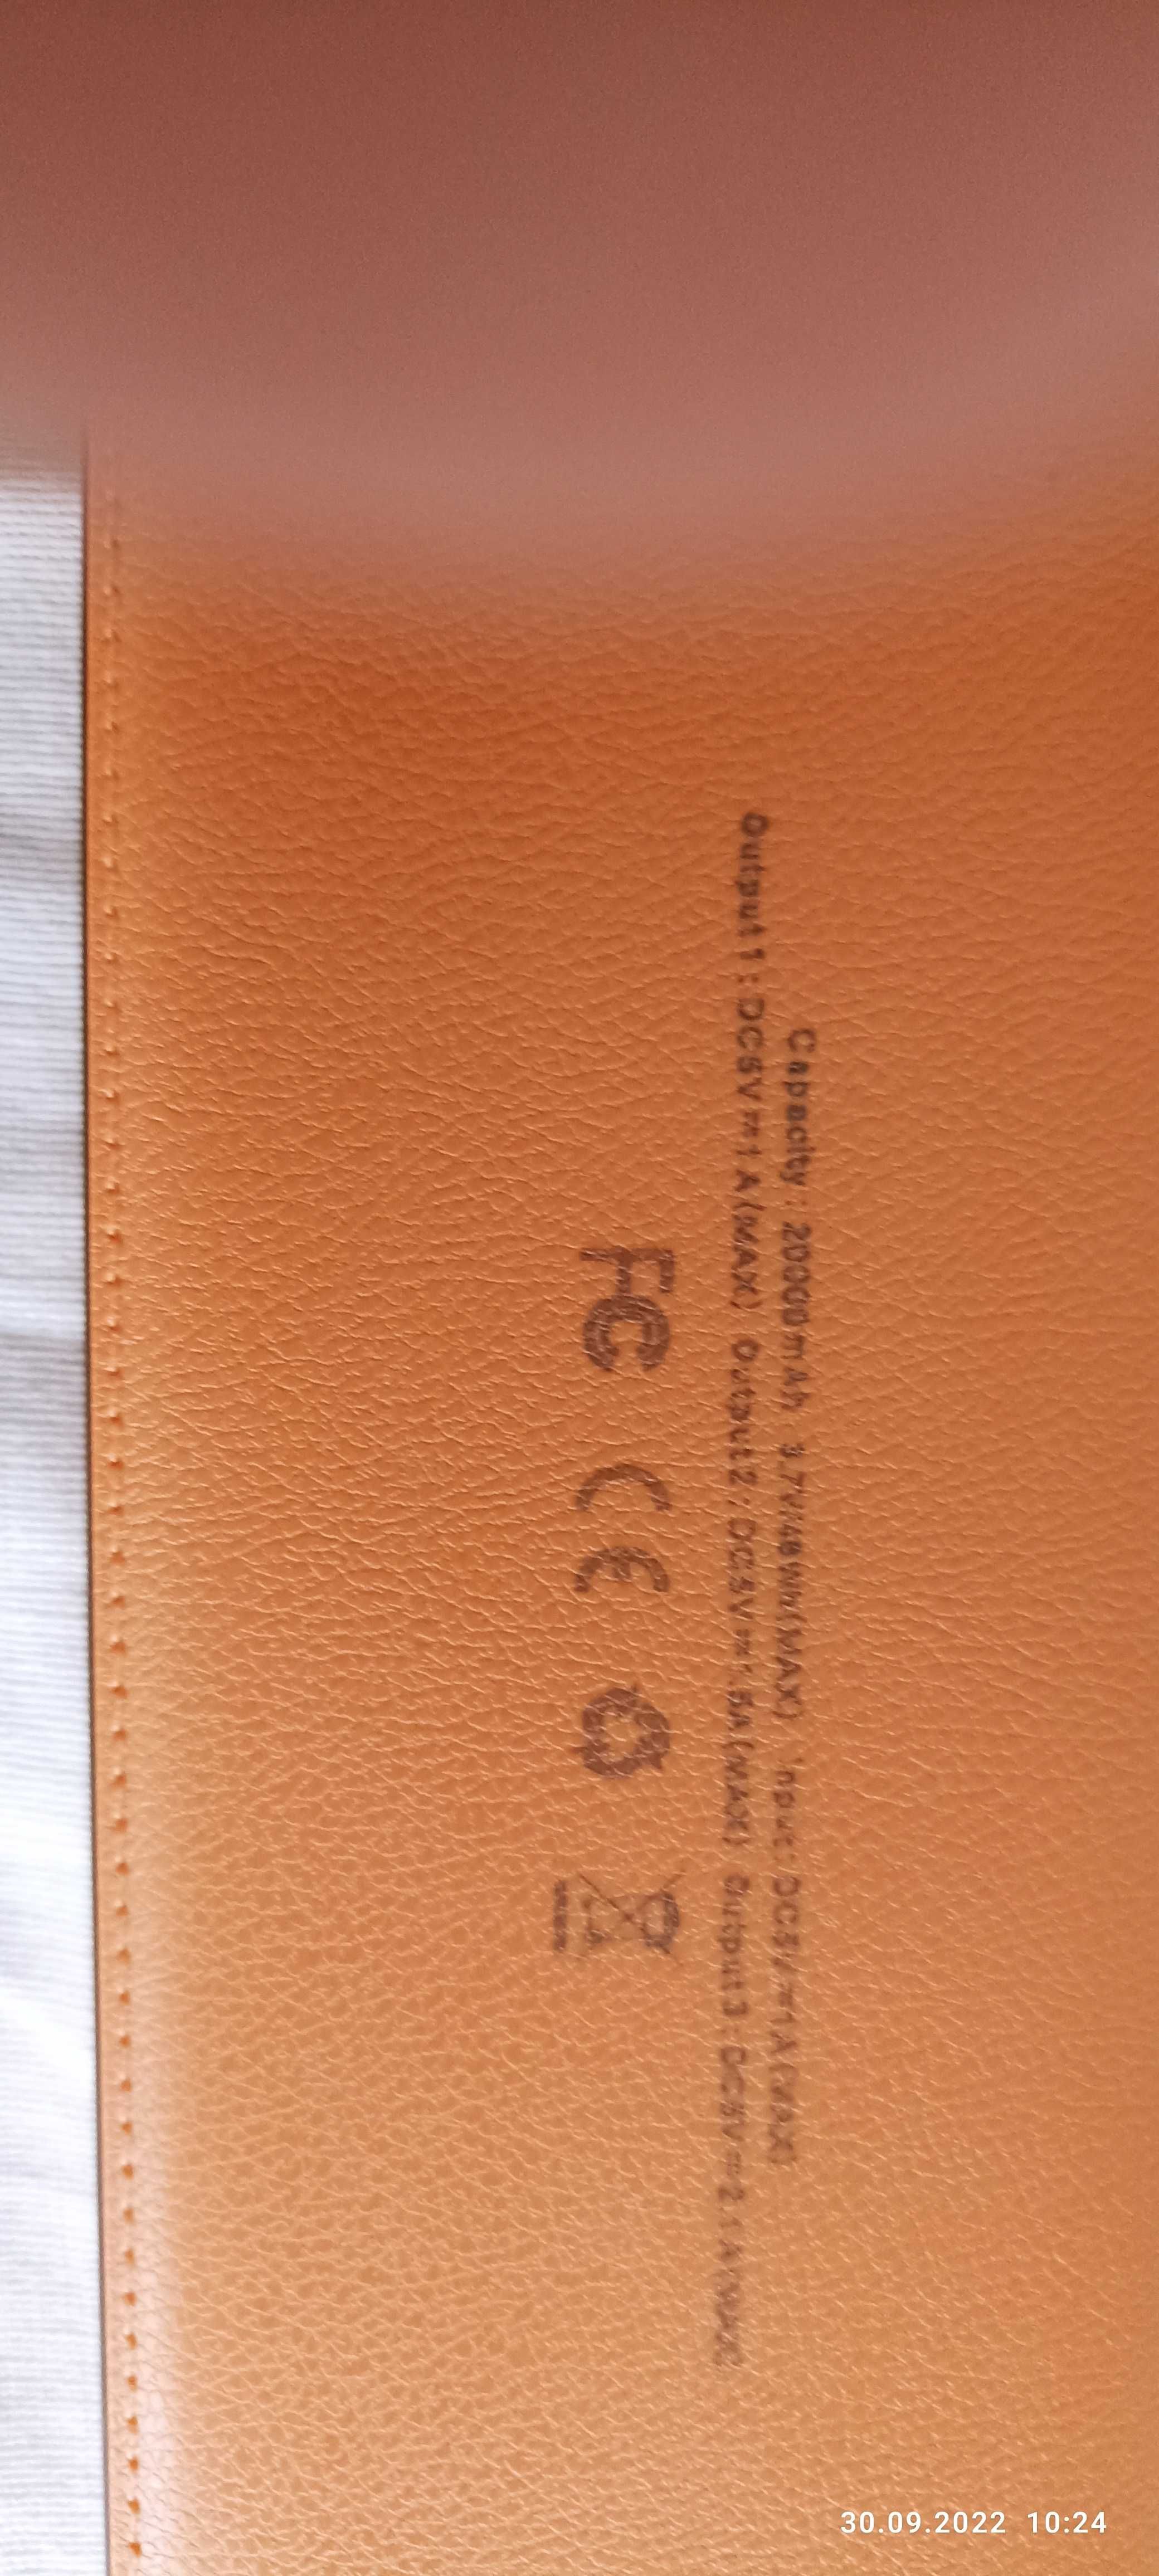 Capacity: 20000mAh 3.7V/48Wh(MAX) Input: DC5V⎓1A(MAX)
Output1:DC5V⎓1A(MAX) Output2:DC5V⎓1.5A(MAX) Output3:DC5V⎓2.1A(MAX)
FC CE
30.09.2022 10:24